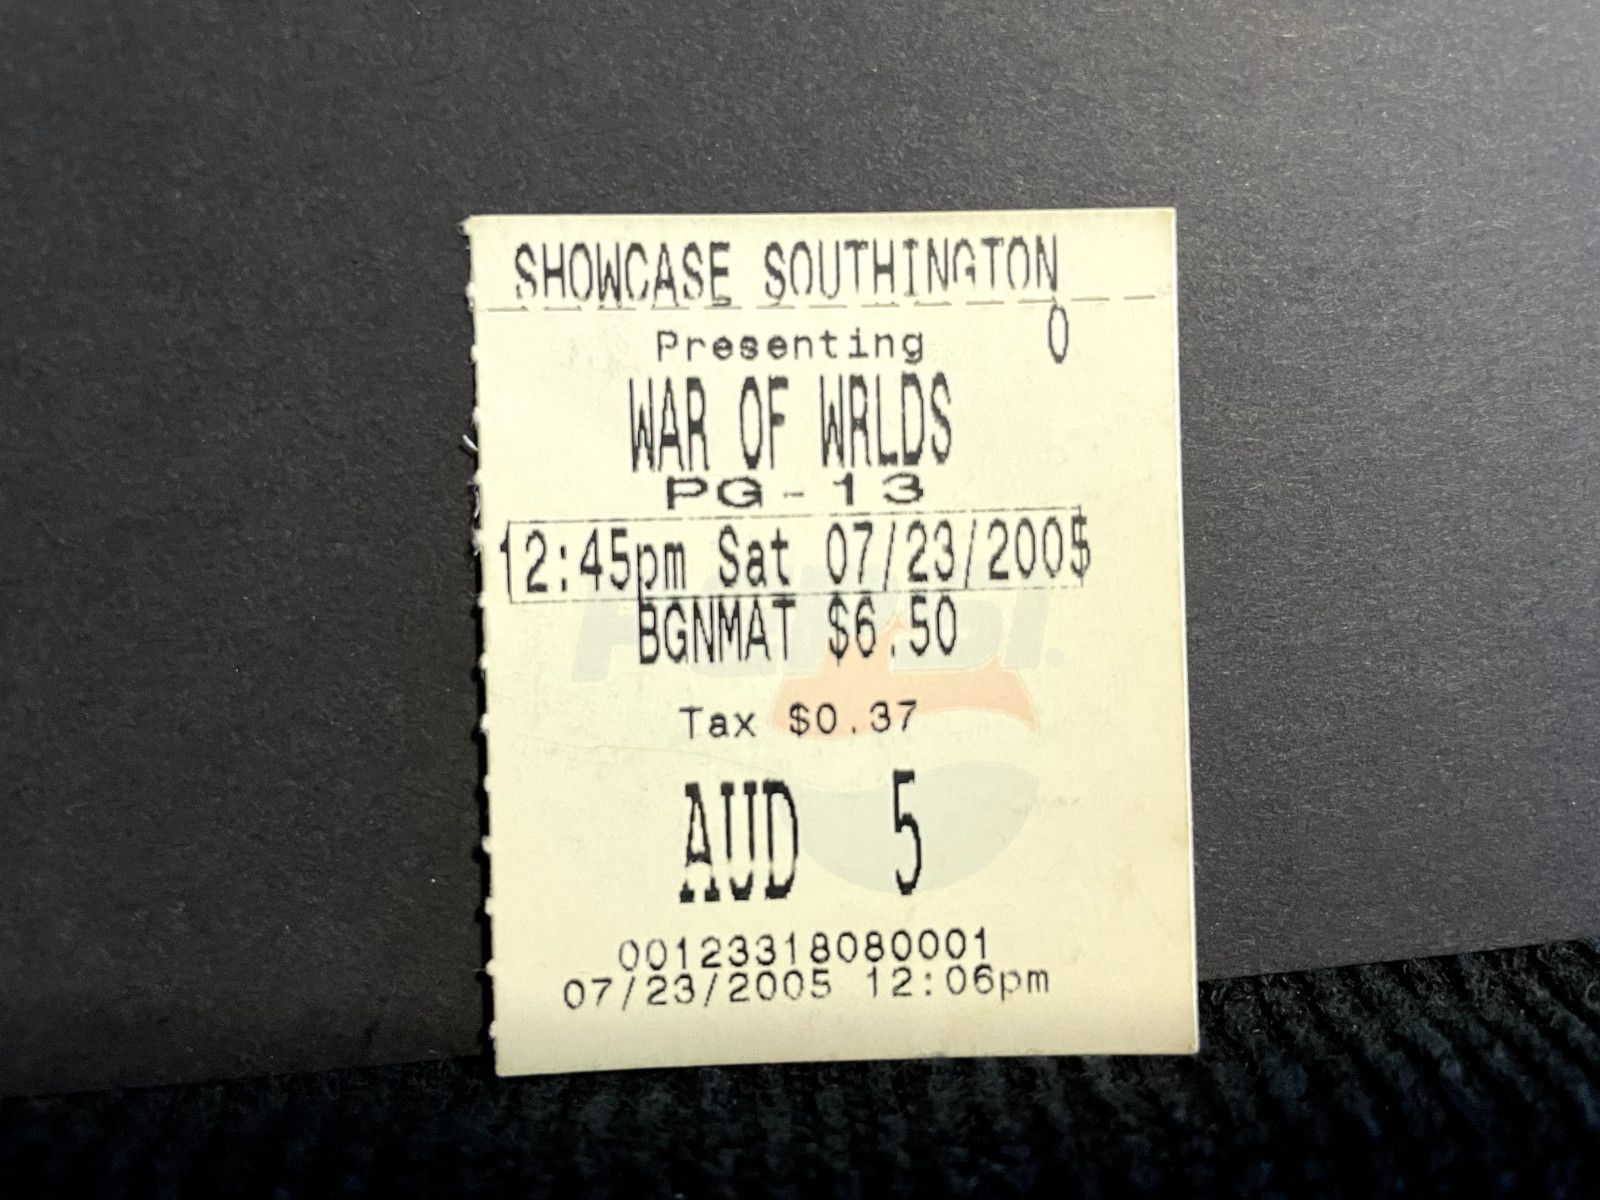 SHOWCASE SOUTHINGTON
0
Presenting
WAR OF WRLDS
PG-13
12:45pm Sat 07/23/2005
BGNMAT $6.50
PEPSI
Tax $0.37
AUD 5
00123318080001
07/23/2005 12:06pm